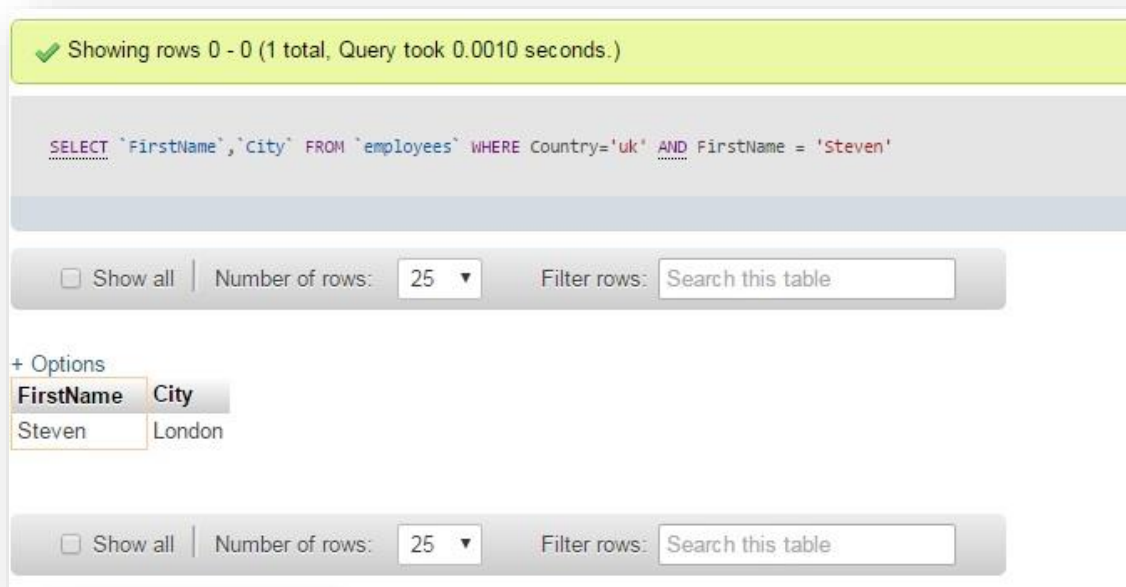 Showing rows 0 - 0 (1 total, Query took 0.0010 seconds.)
SELECT `FirstName`,`City` FROM `employees` WHERE Country='uk' AND FirstName = 'Steven'
Show all Number of rows: 25 Filter rows: Search this table
+ Options
FirstName City
Steven London
Show all Number of rows: 25 Filter rows: Search this table